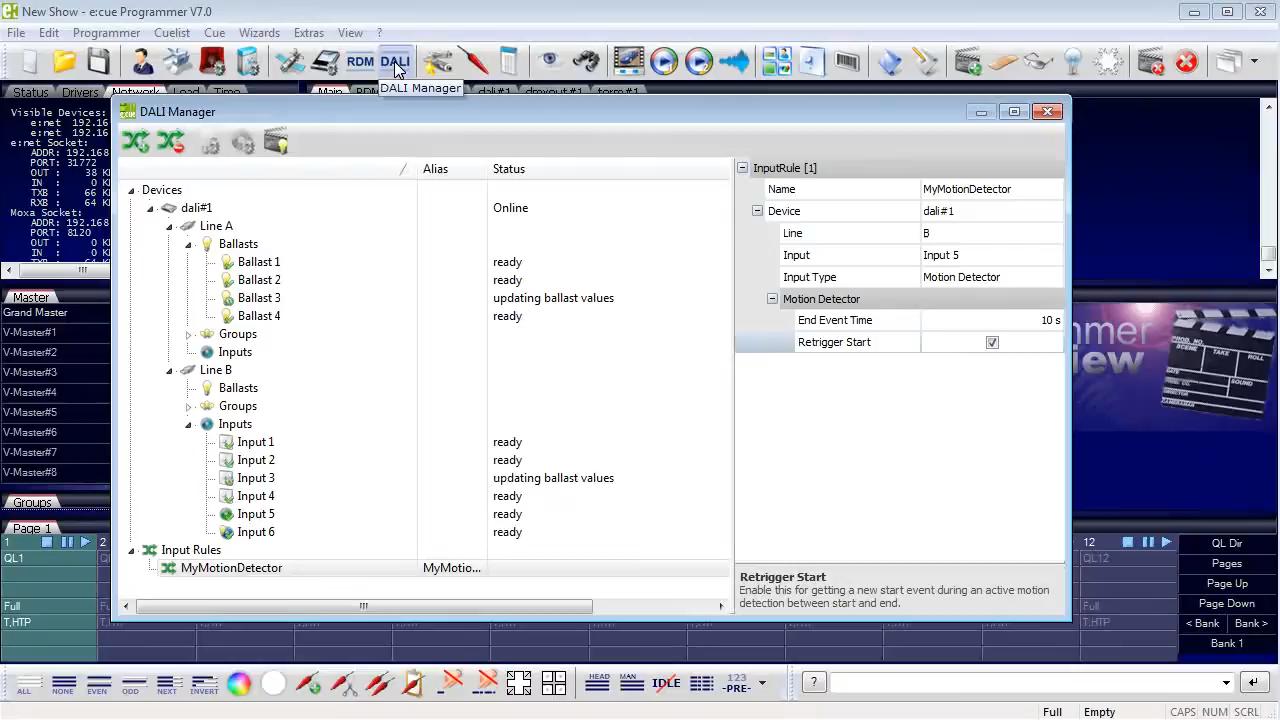 New Show - e:cue Programmer V7.0
File Edit Programmer Cuelist Cue Wizards Extras View ?
RDM DALI
DALI Manager
Status Drivers Network Load Time
Visible Devices:
e:net 192.16
e:net 192.16
e:net Socket:
ADDR: 192.168
PORT: 31772
OUT : 38 K
IN : 0 K
TXB : 66
RXB : 64
Moxa Socket:
ADDR: 192.168
PORT: 8120
OUT : 0 K
DALI Manager
Alias Status
Devices
dali#1 Online
Line A
Ballasts
Ballast 1 ready
Ballast 2 ready
Ballast 3 updating ballast values
Ballast 4 ready
Groups
Inputs
Line B
Ballasts
Groups
Inputs
Input 1 ready
Input 2 ready
Input 3 updating ballast values
Input 4 ready
Input 5 ready
Input 6 ready
Input Rules
MyMotionDetector MyMotio...
InputRule [1]
Name MyMotionDetector
Device dali#1
Line B
Input Input 5
Input Type Motion Detector
Motion Detector
End Event Time 10 s
Retrigger Start
Retrigger Start
Enable this for getting a new start event during an active motion
detection between start and end.
Master
Grand Master
V-Master#1
V-Master#2
V-Master#3
V-Master#4
V-Master#5
V-Master#6
V-Master#7
V-Master#8
Groups
Page 1
1 2 12
QL1 QL12
Full Full
T,HTP T,HTP
QL Dir
Pages
Page Up
Page Down
< Bank Bank >
Bank 1
ALL NONE EVEN ODD NEXT INVERT HEAD MAN IDLE 123
-PRE- ?
Full Empty CAPS NUM SCRL